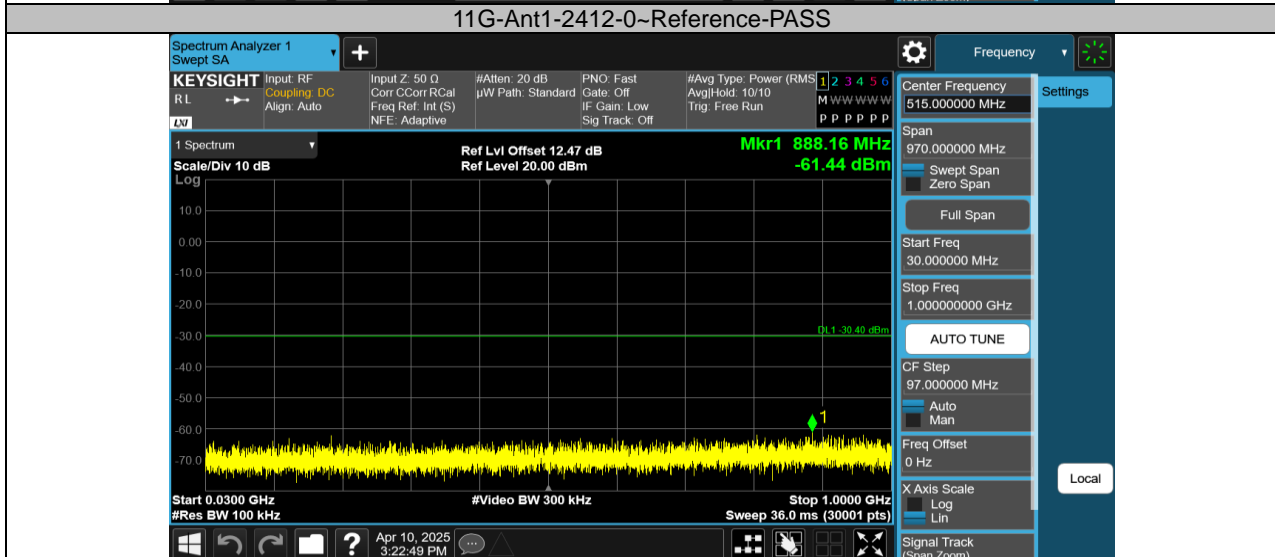 11G-Ant1-2412-0~Reference-PASS
Spectrum Analyzer 1
Swept SA
Frequency
KEYSIGHT
RL
LXI
Input: RF
Coupling: DC
Align: Auto
Input Z: 50 Ω
Corr CCorr RCal
Freq Ref: Int (S)
NFE: Adaptive
#Atten: 20 dB
µW Path: Standard
PNO: Fast
Gate: Off
IF Gain: Low
Sig Track: Off
#Avg Type: Power (RMS
Avg|Hold: 10/10
Trig: Free Run
1 2 3 4 5 6
M W W W W W
P P P P P P
1 Spectrum
Scale/Div 10 dB
Log
Ref Lvl Offset 12.47 dB
Ref Level 20.00 dBm
Mkr1 888.16 MHz
-61.44 dBm
10.0
0.00
-10.0
-20.0
-30.0
DL1 -30.40 dBm
-40.0
-50.0
-60.0
1
-70.0
Start 0.0300 GHz
#Res BW 100 kHz
#Video BW 300 kHz
Stop 1.0000 GHz
Sweep 36.0 ms (30001 pts)
Center Frequency
515.000000 MHz
Span
970.000000 MHz
Swept Span
Zero Span
Full Span
Start Freq
30.000000 MHz
Stop Freq
1.000000000 GHz
AUTO TUNE
CF Step
97.000000 MHz
Auto
Man
Freq Offset
0 Hz
X Axis Scale
Log
Lin
Signal Track
(Span Zoom)
Settings
Local
?
Apr 10, 2025
3:22:49 PM